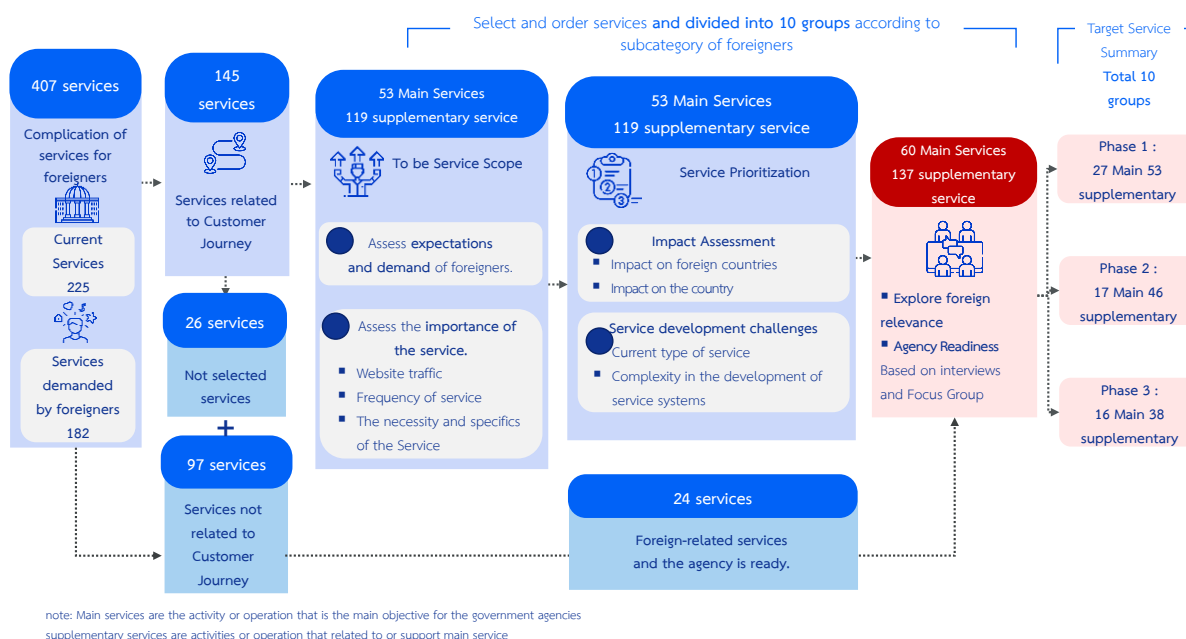 Select and order services and divided into 10 groups according to
subcategory of foreigners
Target Service
Summary
Total 10
groups
407 services
Complication of
services for
foreigners
Current
Services
225
Services
demanded
by foreigners
182
145
services
Services related
to Customer
Journey
26 services
Not selected
services
+
97 services
Services not
related to
Customer
Journey
53 Main Services
119 supplementary service
To be Service Scope
Assess expectations
and demand of foreigners.
Assess the importance of
the service.
▪ Website traffic
▪ Frequency of service
▪ The necessity and specifics
of the Service
53 Main Services
119 supplementary service
1
2
3
Service Prioritization
Impact Assessment
▪ Impact on foreign countries
▪ Impact on the country
Service development challenges
Current type of service
▪ Complexity in the development of
service systems
24 services
Foreign-related services
and the agency is ready.
60 Main Services
137 supplementary
service
▪ Explore foreign
relevance
▪ Agency Readiness
Based on interviews
and Focus Group
Phase 1 :
27 Main 53
supplementary
Phase 2 :
17 Main 46
supplementary
Phase 3 :
16 Main 38
supplementary
note: Main services are the activity or operation that is the main objective for the government agencies
supplementary services are activities or operation that related to or support main service